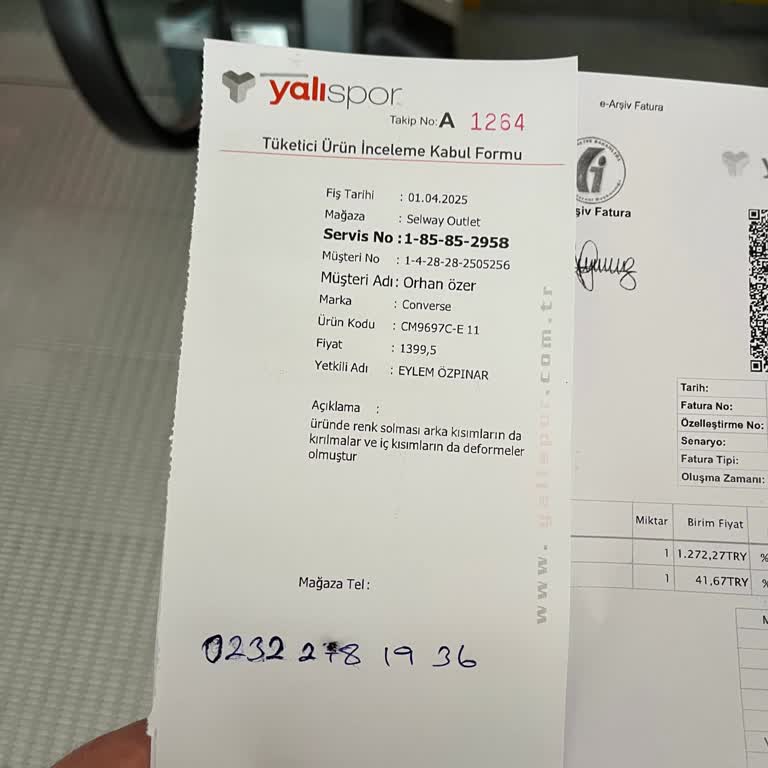 yalıspor
Takip No: A 1264
Tüketici Ürün İnceleme Kabul Formu
Fiş Tarihi : 01.04.2025
Mağaza : Selway Outlet
Servis No :1-85-85-2958
Müşteri No : 1-4-28-28-2505256
Müşteri Adı: Orhan özer
Marka : Converse
Ürün Kodu : CM9697C-E 11
Fiyat : 1399,5
Yetkili Adı : EYLEM ÖZPINAR
Açıklama :
üründe renk solması arka kısımların da
kırılmalar ve iç kısımların da deformeler
olmuştur
Mağaza Tel:
0232 278 19 36
www.yalispor.com.tr
e-Arşiv Fatura
şiv Fatura
Tarih:
Fatura No:
Özelleştirme No:
Senaryo:
Fatura Tipi:
Oluşma Zamanı:
Miktar Birim Fiyat
1 1.272,27TRY %
1 41,67TRY %